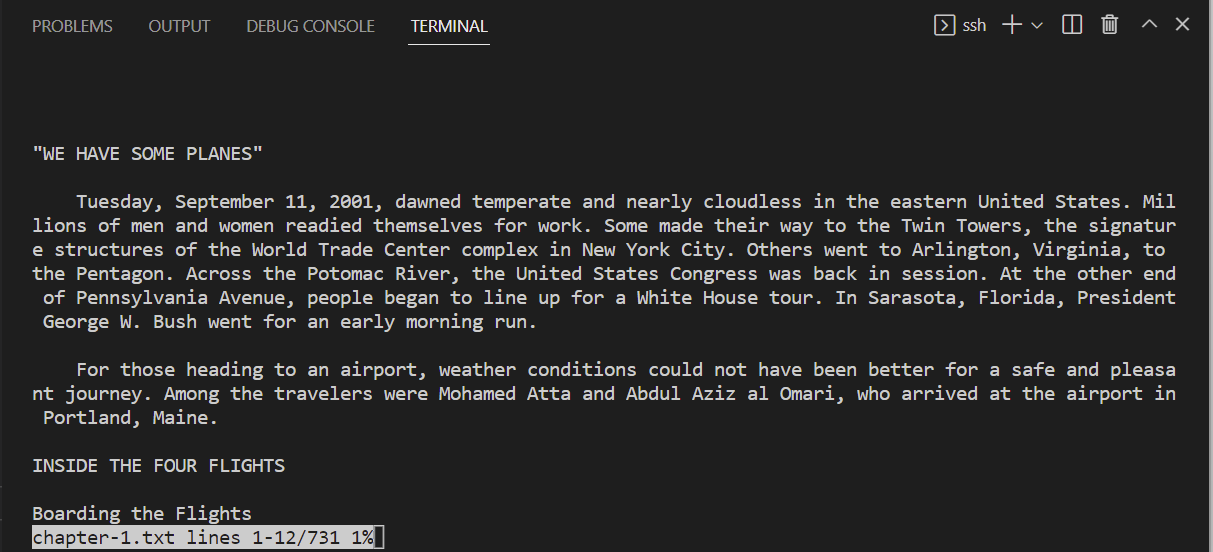 PROBLEMS OUTPUT DEBUG CONSOLE TERMINAL ssh
"WE HAVE SOME PLANES"
Tuesday, September 11, 2001, dawned temperate and nearly cloudless in the eastern United States. Mil
lions of men and women readied themselves for work. Some made their way to the Twin Towers, the signatur
e structures of the World Trade Center complex in New York City. Others went to Arlington, Virginia, to
the Pentagon. Across the Potomac River, the United States Congress was back in session. At the other end
of Pennsylvania Avenue, people began to line up for a White House tour. In Sarasota, Florida, President
George W. Bush went for an early morning run.
For those heading to an airport, weather conditions could not have been better for a safe and pleasa
nt journey. Among the travelers were Mohamed Atta and Abdul Aziz al Omari, who arrived at the airport in
Portland, Maine.
INSIDE THE FOUR FLIGHTS
Boarding the Flights
chapter-1.txt lines 1-12/731 1%